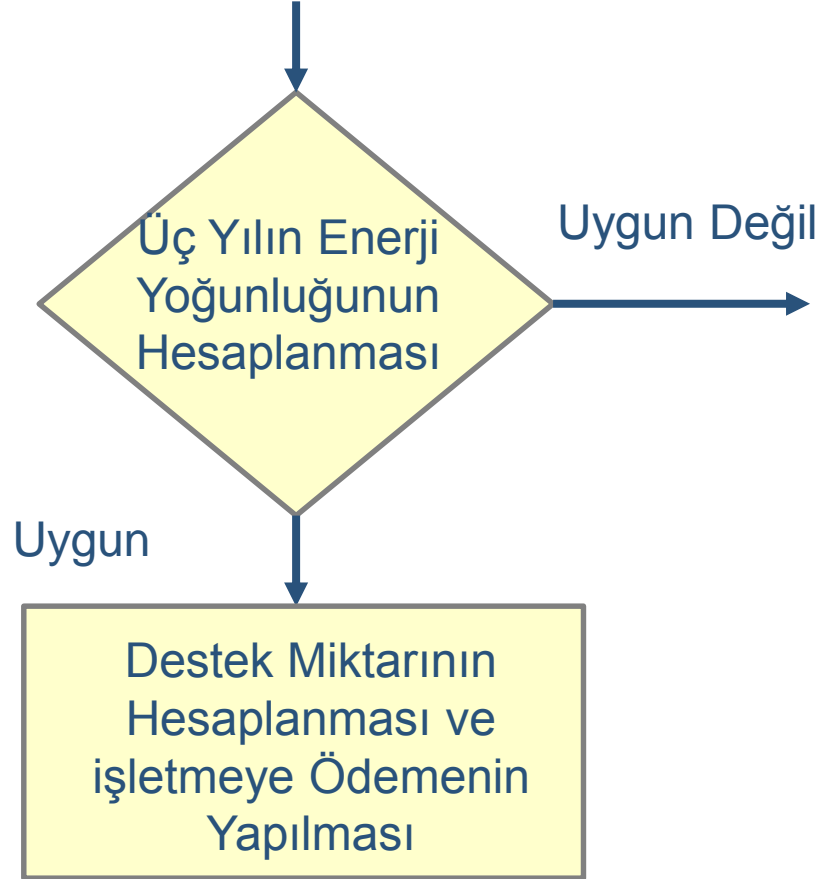 Üç Yılın Enerji
Yoğunluğunun
Hesaplanması
Uygun Değil
Uygun
Destek Miktarının
Hesaplanması ve
işletmeye Ödemenin
Yapılması